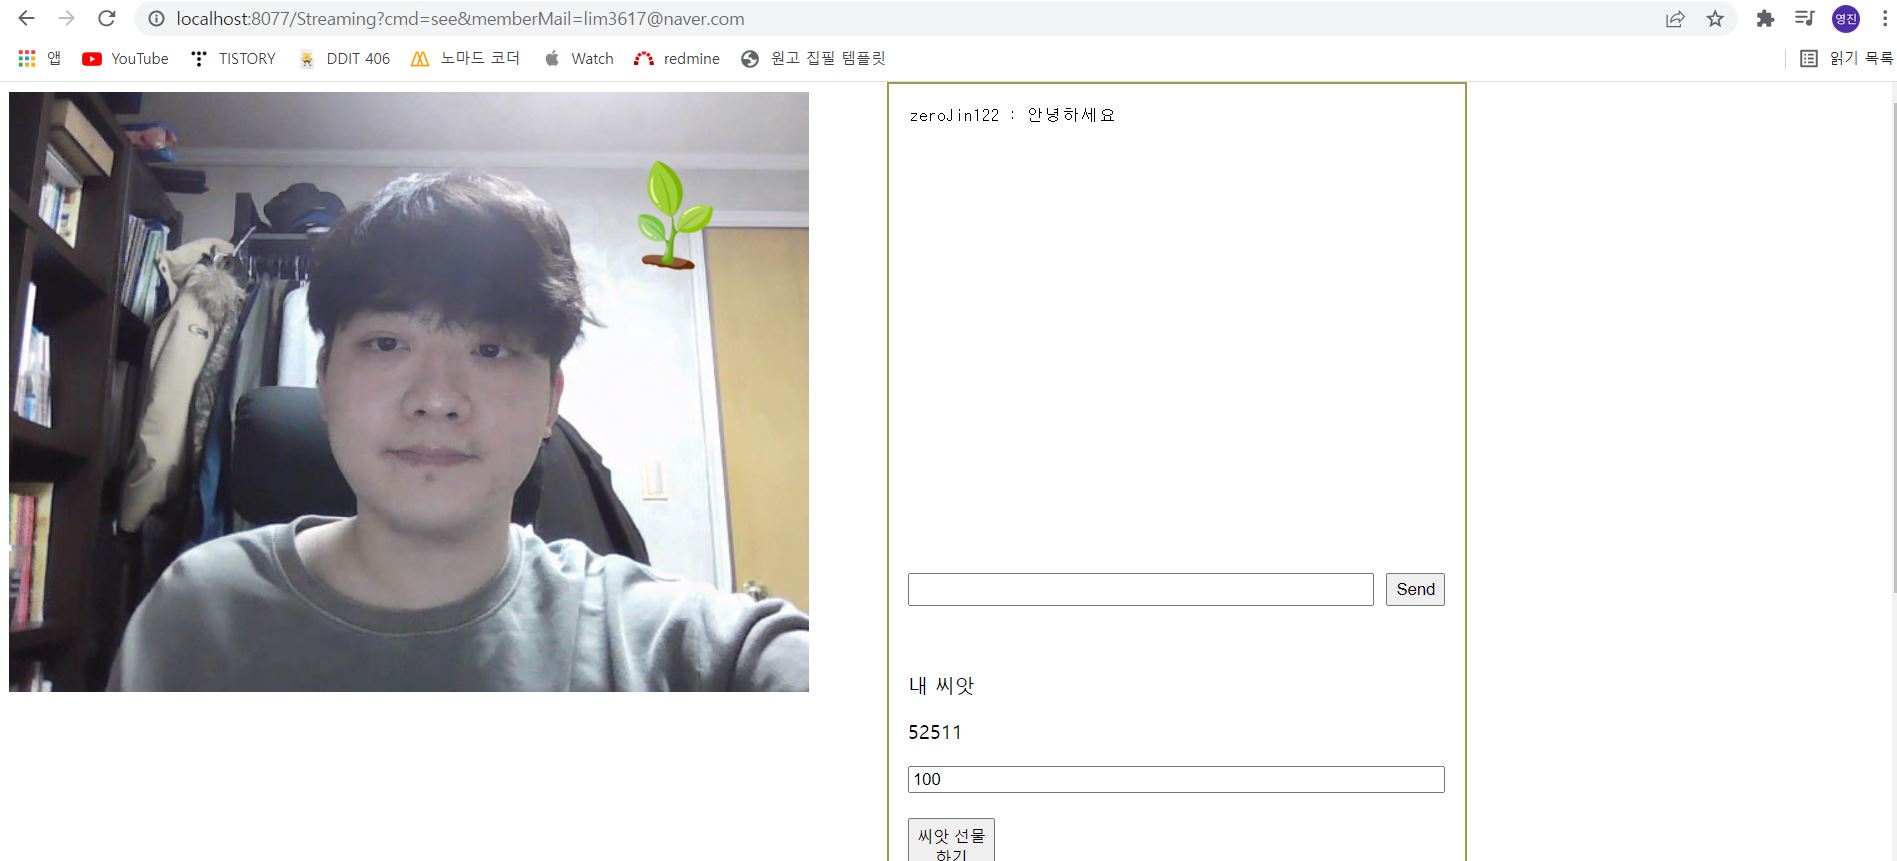 localhost:8077/Streaming?cmd=see&memberMail=lim3617@naver.com
영진
앱 YouTube TISTORY DDIT 406 노마드 코더 Watch redmine 원고 집필 템플릿 읽기 목록
zeroJin122 : 안녕하세요
Send
내 씨앗
52511
100
씨앗 선물
하기